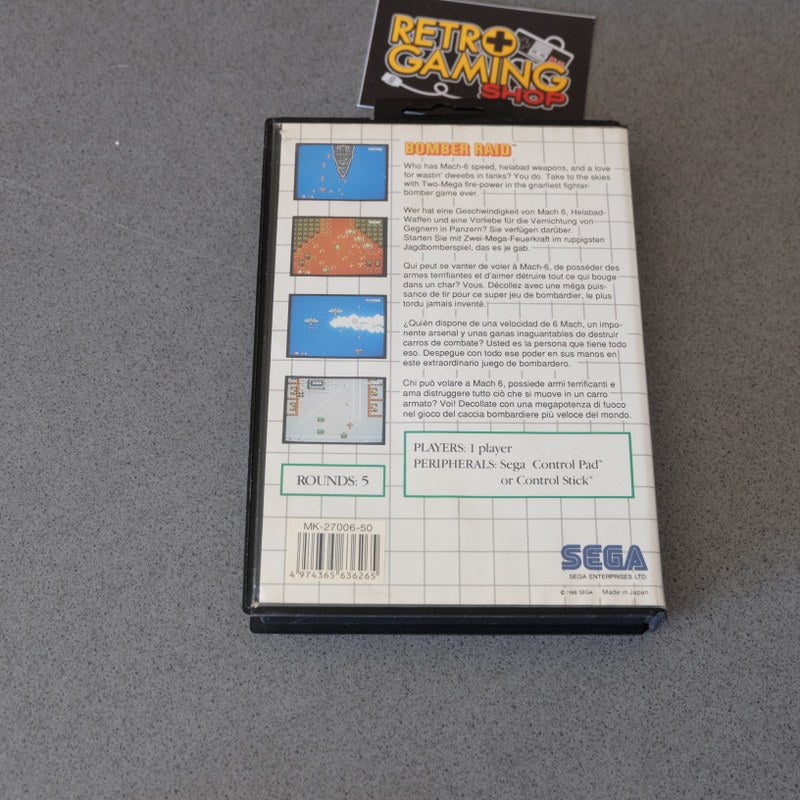 RETRO
GAMING
SHOP
BOMBER RAID™
Who has Mach-6 speed, helabad weapons, and a love
for wastin' dweebs in tanks? You do. Take to the skies
with Two-Mega fire-power in the gnarliest fighter-
bomber game ever.
Wer hat eine Geschwindigkeit von Mach 6, Helabad-
Waffen und eine Vorliebe für die Vernichtung von
Gegnern in Panzern? Sie verfügen darüber.
Starten Sie mit Zwei-Mega-Feuerkraft im ruppigsten
Jagdbomberspiel, das es je gab.
Qui peut se vanter de voler à Mach-6, de posséder des
armes terrifiantes et d'aimer détruire tout ce qui bouge
dans un char? Vous. Décollez avec une méga puis-
sance de tir pour ce super jeu de bombardier, le plus
tordu jamais inventé.
¿Quién dispone de una velocidad de 6 Mach, un impo-
nente arsenal y unas ganas inaguantables de destruir
carros de combate? Usted es la persona que tiene todo
eso. Despegue con todo ese poder en sus manos en
este extraordinario juego de bombardero.
Chi può volare a Mach 6, possiede armi terrificanti e
ama distruggere tutto ciò che si muove in un carro
armato? Voi! Decollate con una megapotenza di fuoco
nel gioco del caccia bombardiere più veloce del mondo.
PLAYERS: 1 player
PERIPHERALS: Sega Control Pad™
or Control Stick™
ROUNDS: 5
MK-27006-50
4 974365 636265
SEGA
SEGA ENTERPRISES LTD.
© 1988 SEGA Made in Japan